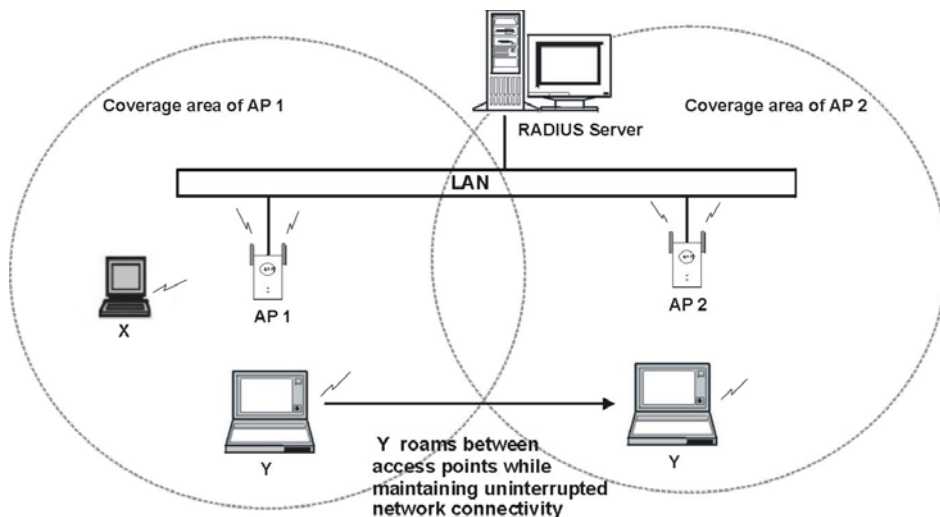 Coverage area of AP 1
Coverage area of AP 2
RADIUS Server
LAN
AP 1
AP 2
X
Y
Y
Y roams between
access points while
maintaining uninterrupted
network connectivity